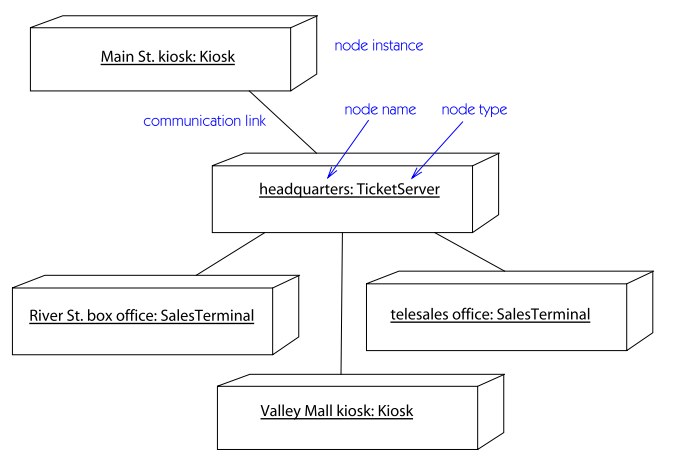 Main St. kiosk: Kiosk
node instance
communication link
node name
node type
headquarters: TicketServer
River St. box office: SalesTerminal
telesales office: SalesTerminal
Valley Mall kiosk: Kiosk